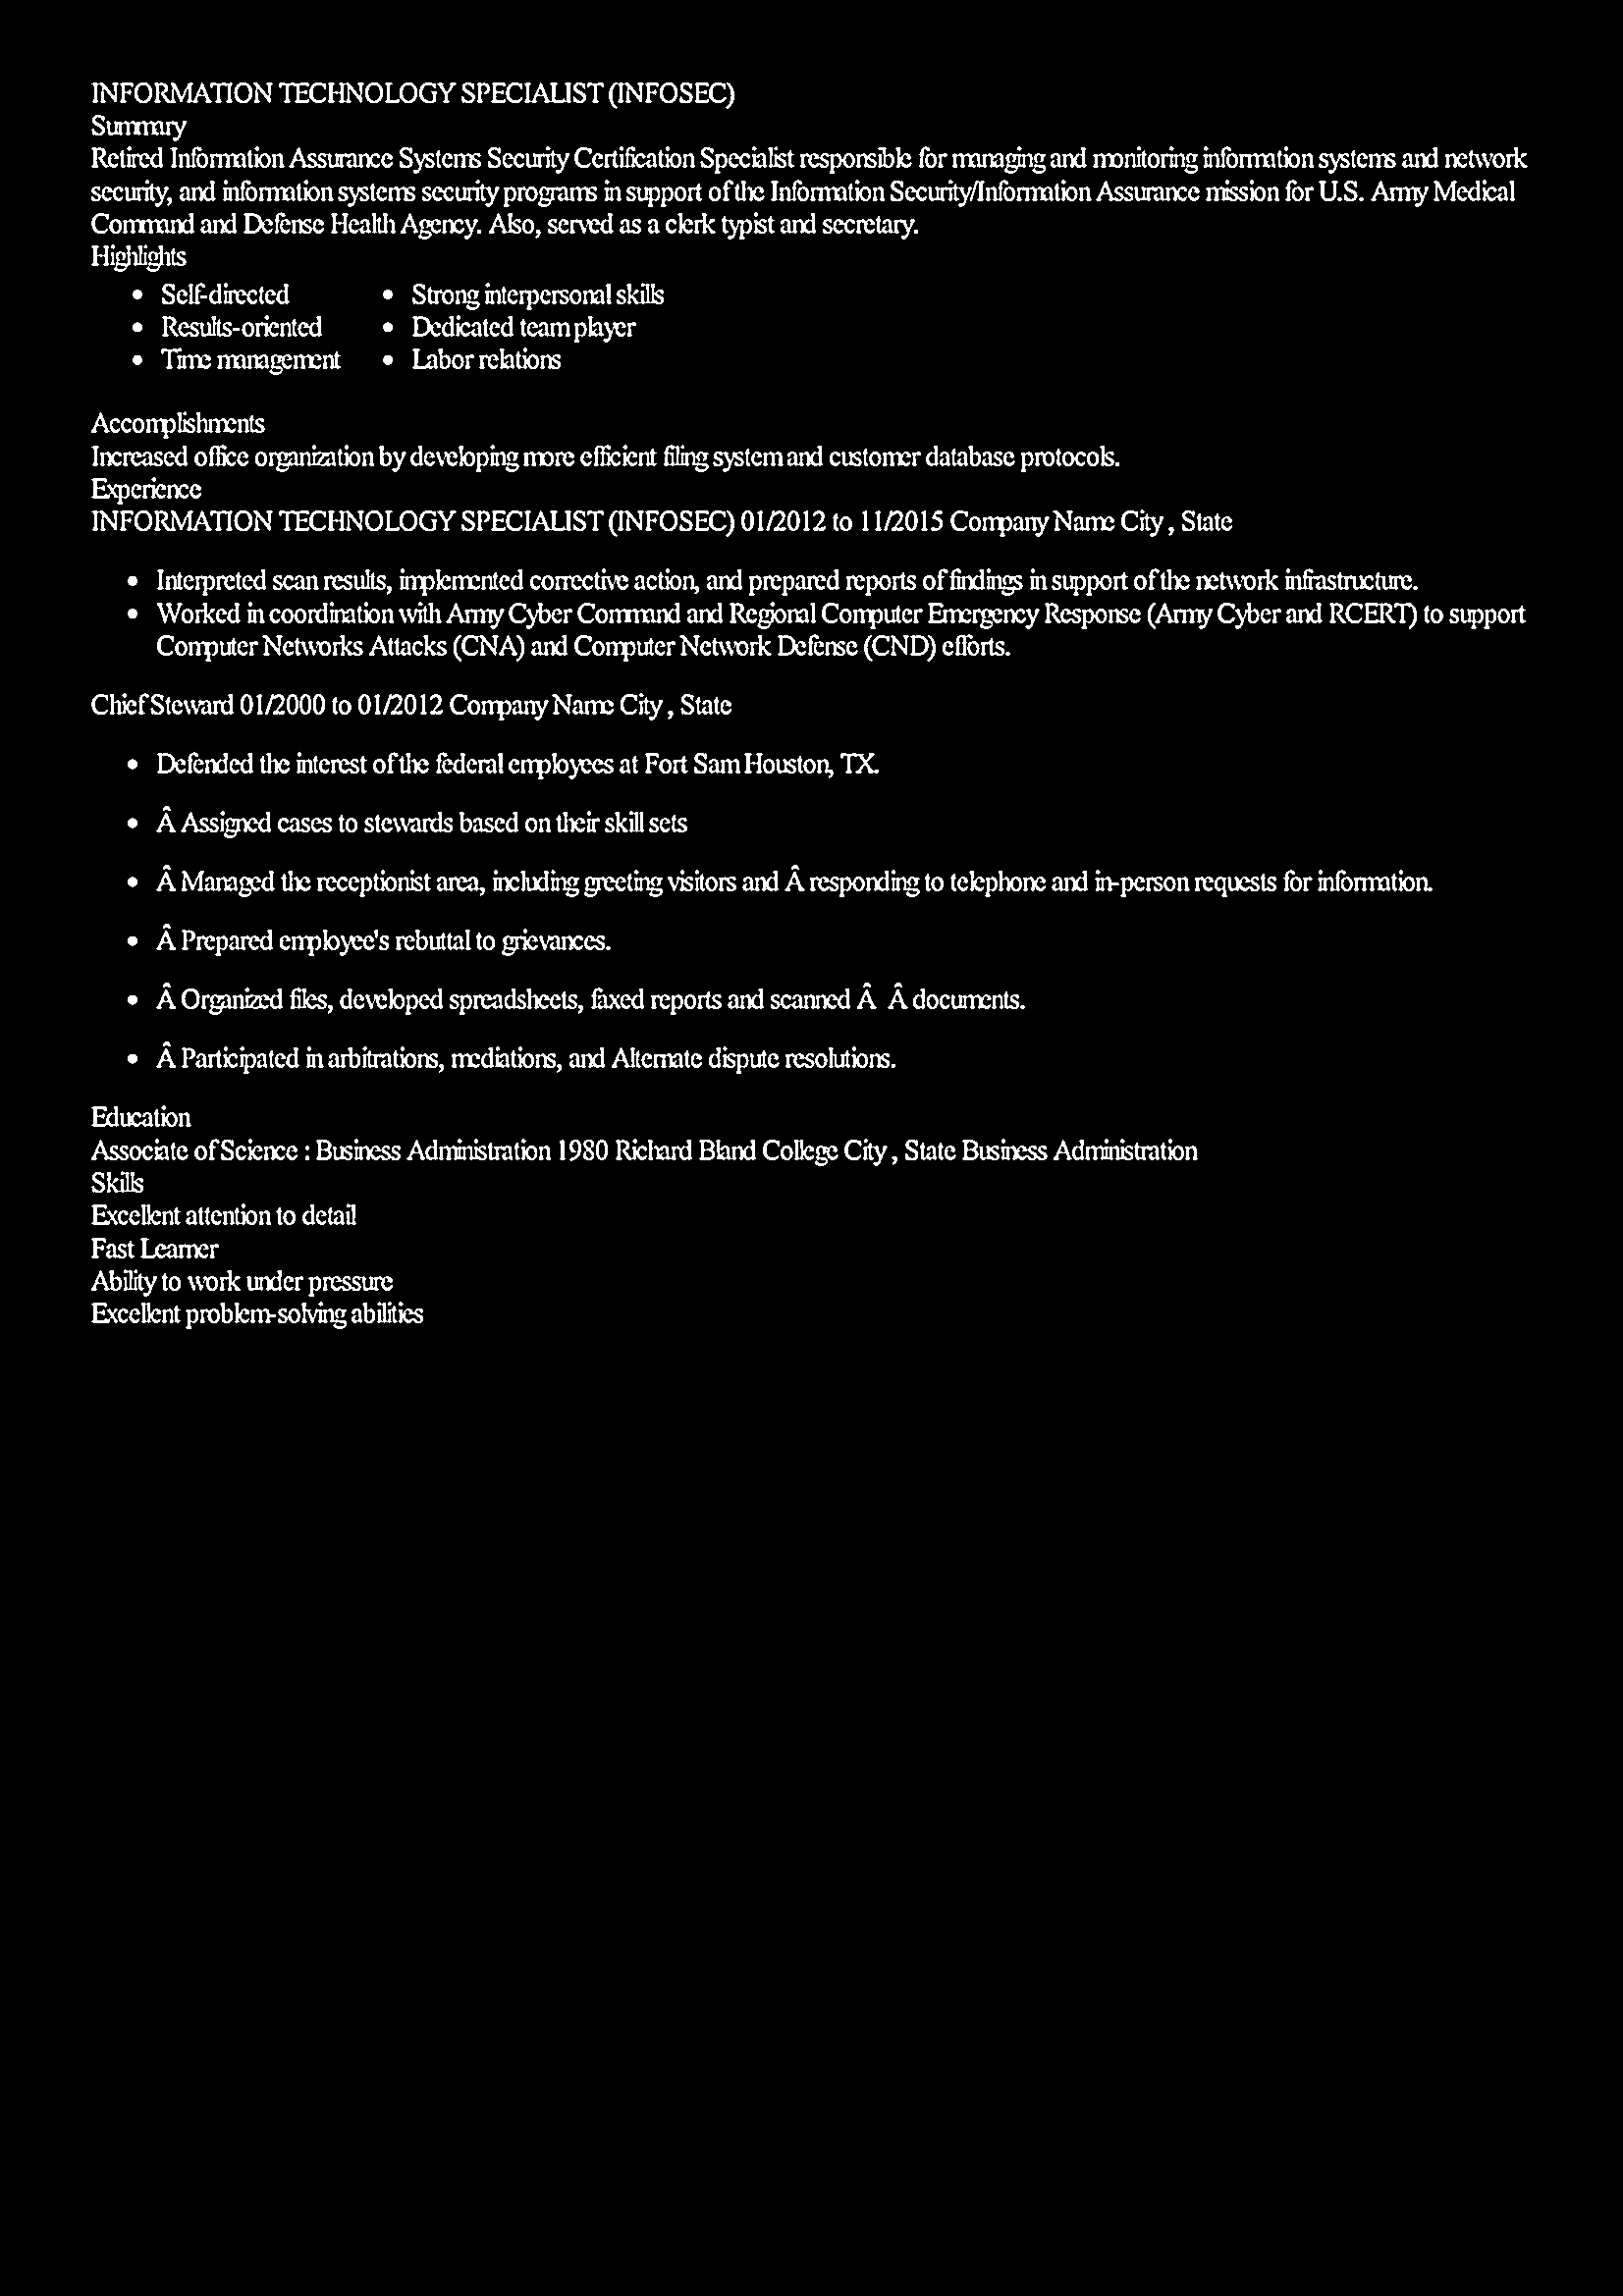 INFORMATION TECHNOLOGY SPECIALIST (INFOSEC)
Summary
Retired Information Assurance Systems Security Certification Specialist responsible for managing and monitoring information systems and network
security, and information systems security programs in support of the Information Security/Information Assurance mission for U.S. Army Medical
Command and Defense Health Agency. Also, served as a clerk typist and secretary.
Highlights
• Self-directed
• Results-oriented
• Time management
• Strong interpersonal skills
• Dedicated team player
• Labor relations
Accomplishments
Increased office organization by developing more efficient filing system and customer database protocols.
Experience
INFORMATION TECHNOLOGY SPECIALIST (INFOSEC) 01/2012 to 11/2015 Company Name City , State
• Interpreted scan results, implemented corrective action, and prepared reports of findings in support of the network infrastructure.
• Worked in coordination with Army Cyber Command and Regional Computer Emergency Response (Army Cyber and RCERT) to support
Computer Networks Attacks (CNA) and Computer Network Defense (CND) efforts.
Chief Steward 01/2000 to 01/2012 Company Name City , State
• Defended the interest of the federal employees at Fort Sam Houston, TX.
• Â Assigned cases to stewards based on their skill sets
• Â Managed the receptionist area, including greeting visitors and Â responding to telephone and in-person requests for information.
• Â Prepared employee's rebuttal to grievances.
• Â Organized files, developed spreadsheets, faxed reports and scanned Â  Â documents.
• Â Participated in arbitrations, mediations, and Alternate dispute resolutions.
Education
Associate of Science : Business Administration 1980 Richard Bland College City , State Business Administration
Skills
Excellent attention to detail
Fast Learner
Ability to work under pressure
Excellent problem-solving abilities